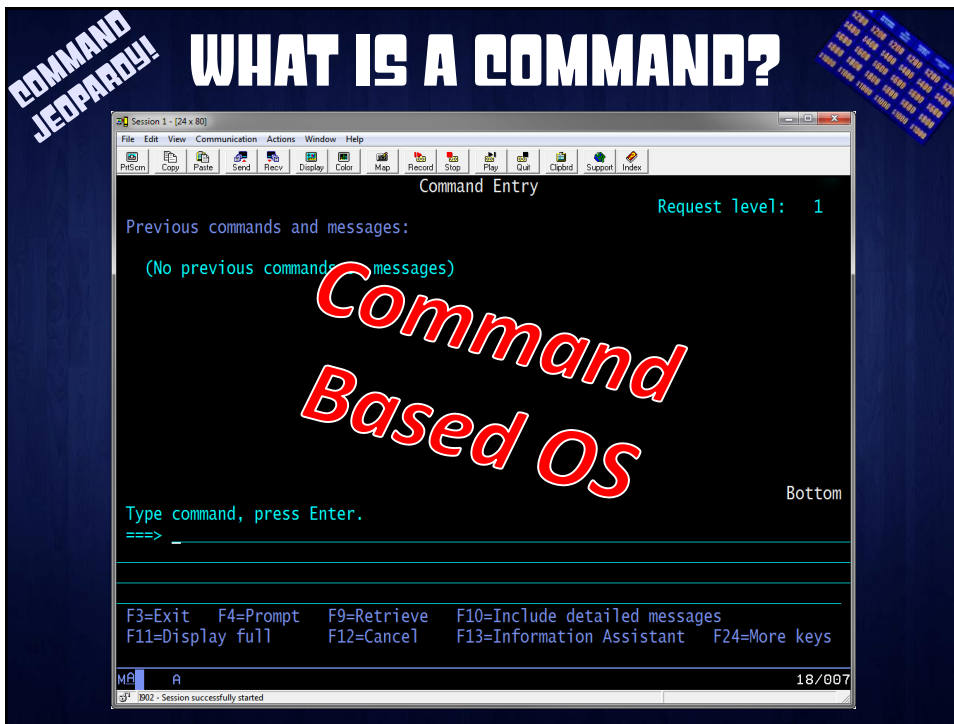 COMMAND
JEOPARDY!
WHAT IS A COMMAND?
Session 1 - [24 x 80]
File Edit View Communication Actions Window Help
PrtScrn Copy Paste Send Recv Display Color Map Record Stop Play Quit Clipbrd Support Index
Command Entry
Request level: 1
Previous commands and messages:
(No previous commands messages)
Command
Based OS
Bottom
Type command, press Enter.
===> _
F3=Exit F4=Prompt F9=Retrieve F10=Include detailed messages
F11=Display full F12=Cancel F13=Information Assistant F24=More keys
MA A 18/007
I902 - Session successfully started